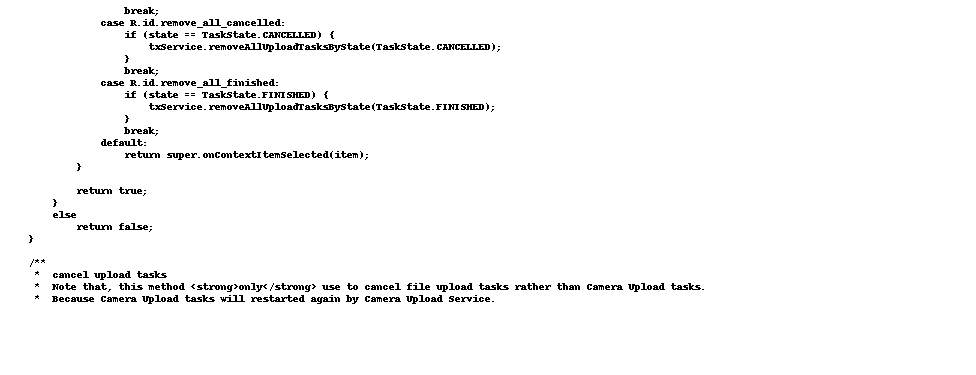 break;
case R.id.remove_all_cancelled:
if (state == TaskState.CANCELLED) {
txService.removeAllUploadTasksByState(TaskState.CANCELLED);
}
break;
case R.id.remove_all_finished:
if (state == TaskState.FINISHED) {
txService.removeAllUploadTasksByState(TaskState.FINISHED);
}
break;
default:
return super.onContextItemSelected(item);
}
return true;
}
else
return false;
}
/**
* cancel upload tasks
* Note that, this method <strong>only</strong> use to cancel file upload tasks rather than Camera Upload tasks.
* Because Camera Upload tasks will restarted again by Camera Upload Service.